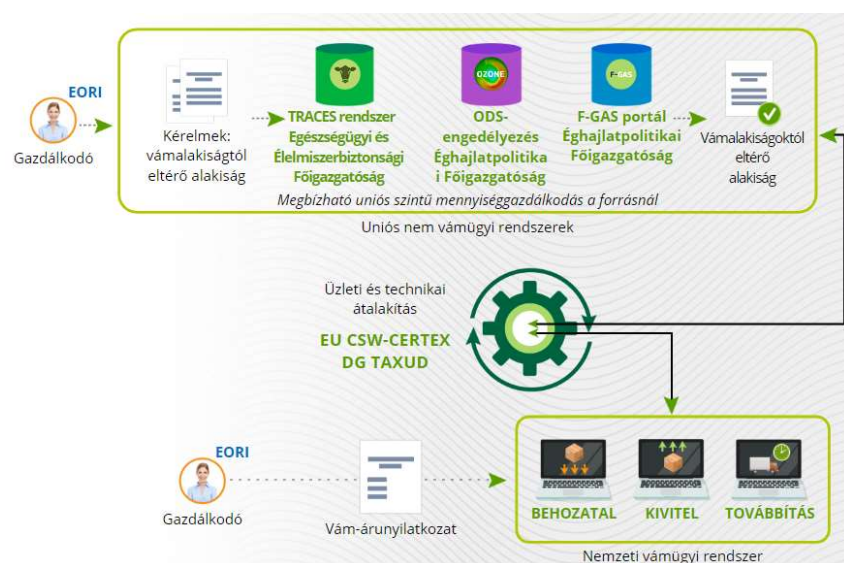 EORI
Gazdálkodó
Kérelmek:
vámalakiságtól
eltérő alakiság
TRACES rendszer
Egészségügyi és
Élelmiszerbiztonsági
Főigazgatóság
OZONE
ODS-
engedélyezés
Éghajlatpolitika
i Főigazgatóság
F-GAS
F-GAS portál
Éghajlatpolitikai
Főigazgatóság
Vámalakiságoktól
eltérő
alakiság
Megbízható uniós szintű mennyiséggazdálkodás a forrásnál
Uniós nem vámügyi rendszerek
Üzleti és technikai
átalakítás
EU CSW-CERTEX
DG TAXUD
EORI
Gazdálkodó
Vám-árunyilatkozat
BEHOZATAL
KIVITEL
TOVÁBBÍTÁS
Nemzeti vámügyi rendszer